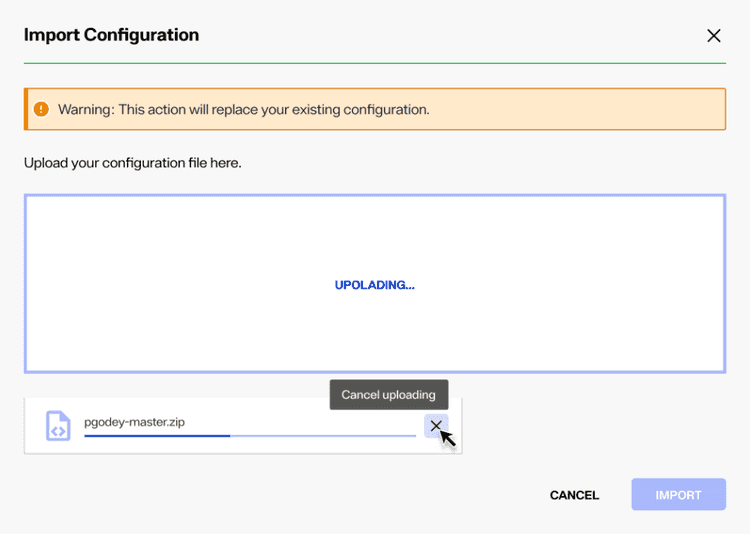 Import Configuration
Warning: This action will replace your existing configuration.
Upload your configuration file here.
UPOLADING...
Cancel uploading
pgodey-master.zip
CANCEL
IMPORT